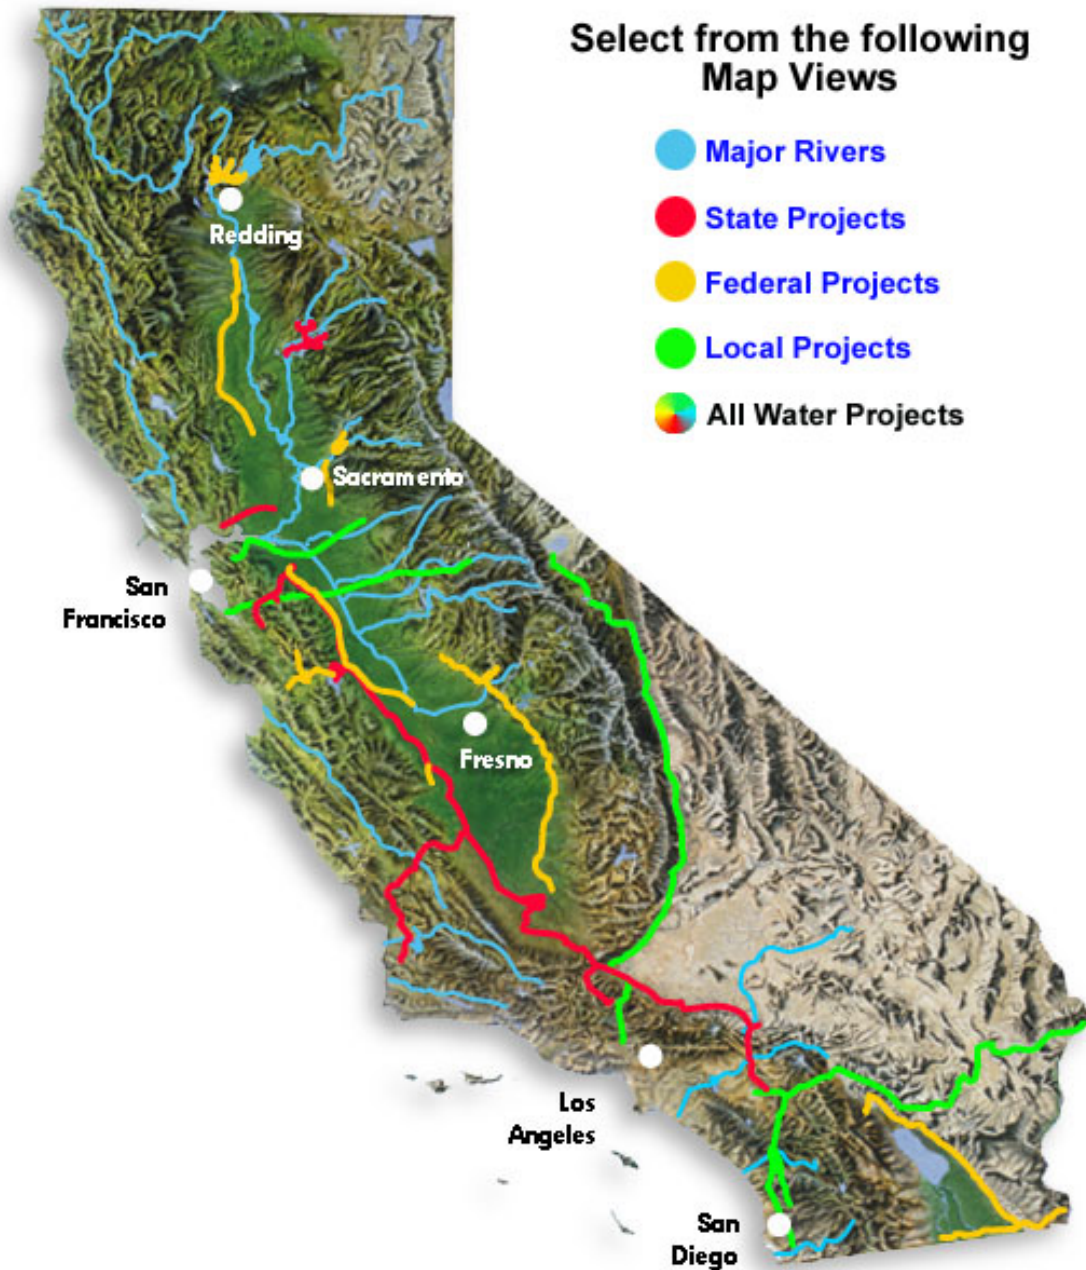 Select from the following
Map Views
Major Rivers
State Projects
Federal Projects
Local Projects
All Water Projects
Redding
Sacramento
San
Francisco
Fresno
Los
Angeles
San
Diego